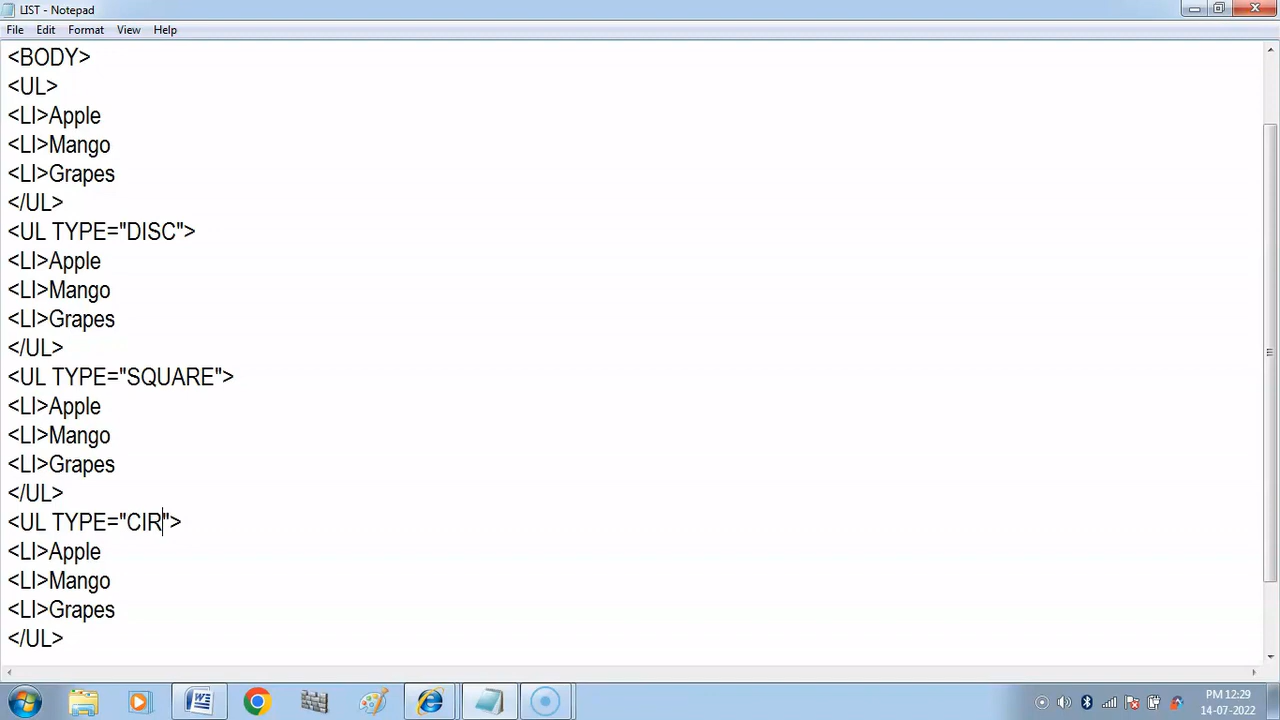 LIST - Notepad
File Edit Format View Help
<BODY>
<UL>
<LI>Apple
<LI>Mango
<LI>Grapes
</UL>
<UL TYPE="DISC">
<LI>Apple
<LI>Mango
<LI>Grapes
</UL>
<UL TYPE="SQUARE">
<LI>Apple
<LI>Mango
<LI>Grapes
</UL>
<UL TYPE="CIR">
<LI>Apple
<LI>Mango
<LI>Grapes
</UL>
PM 12:29
14-07-2022